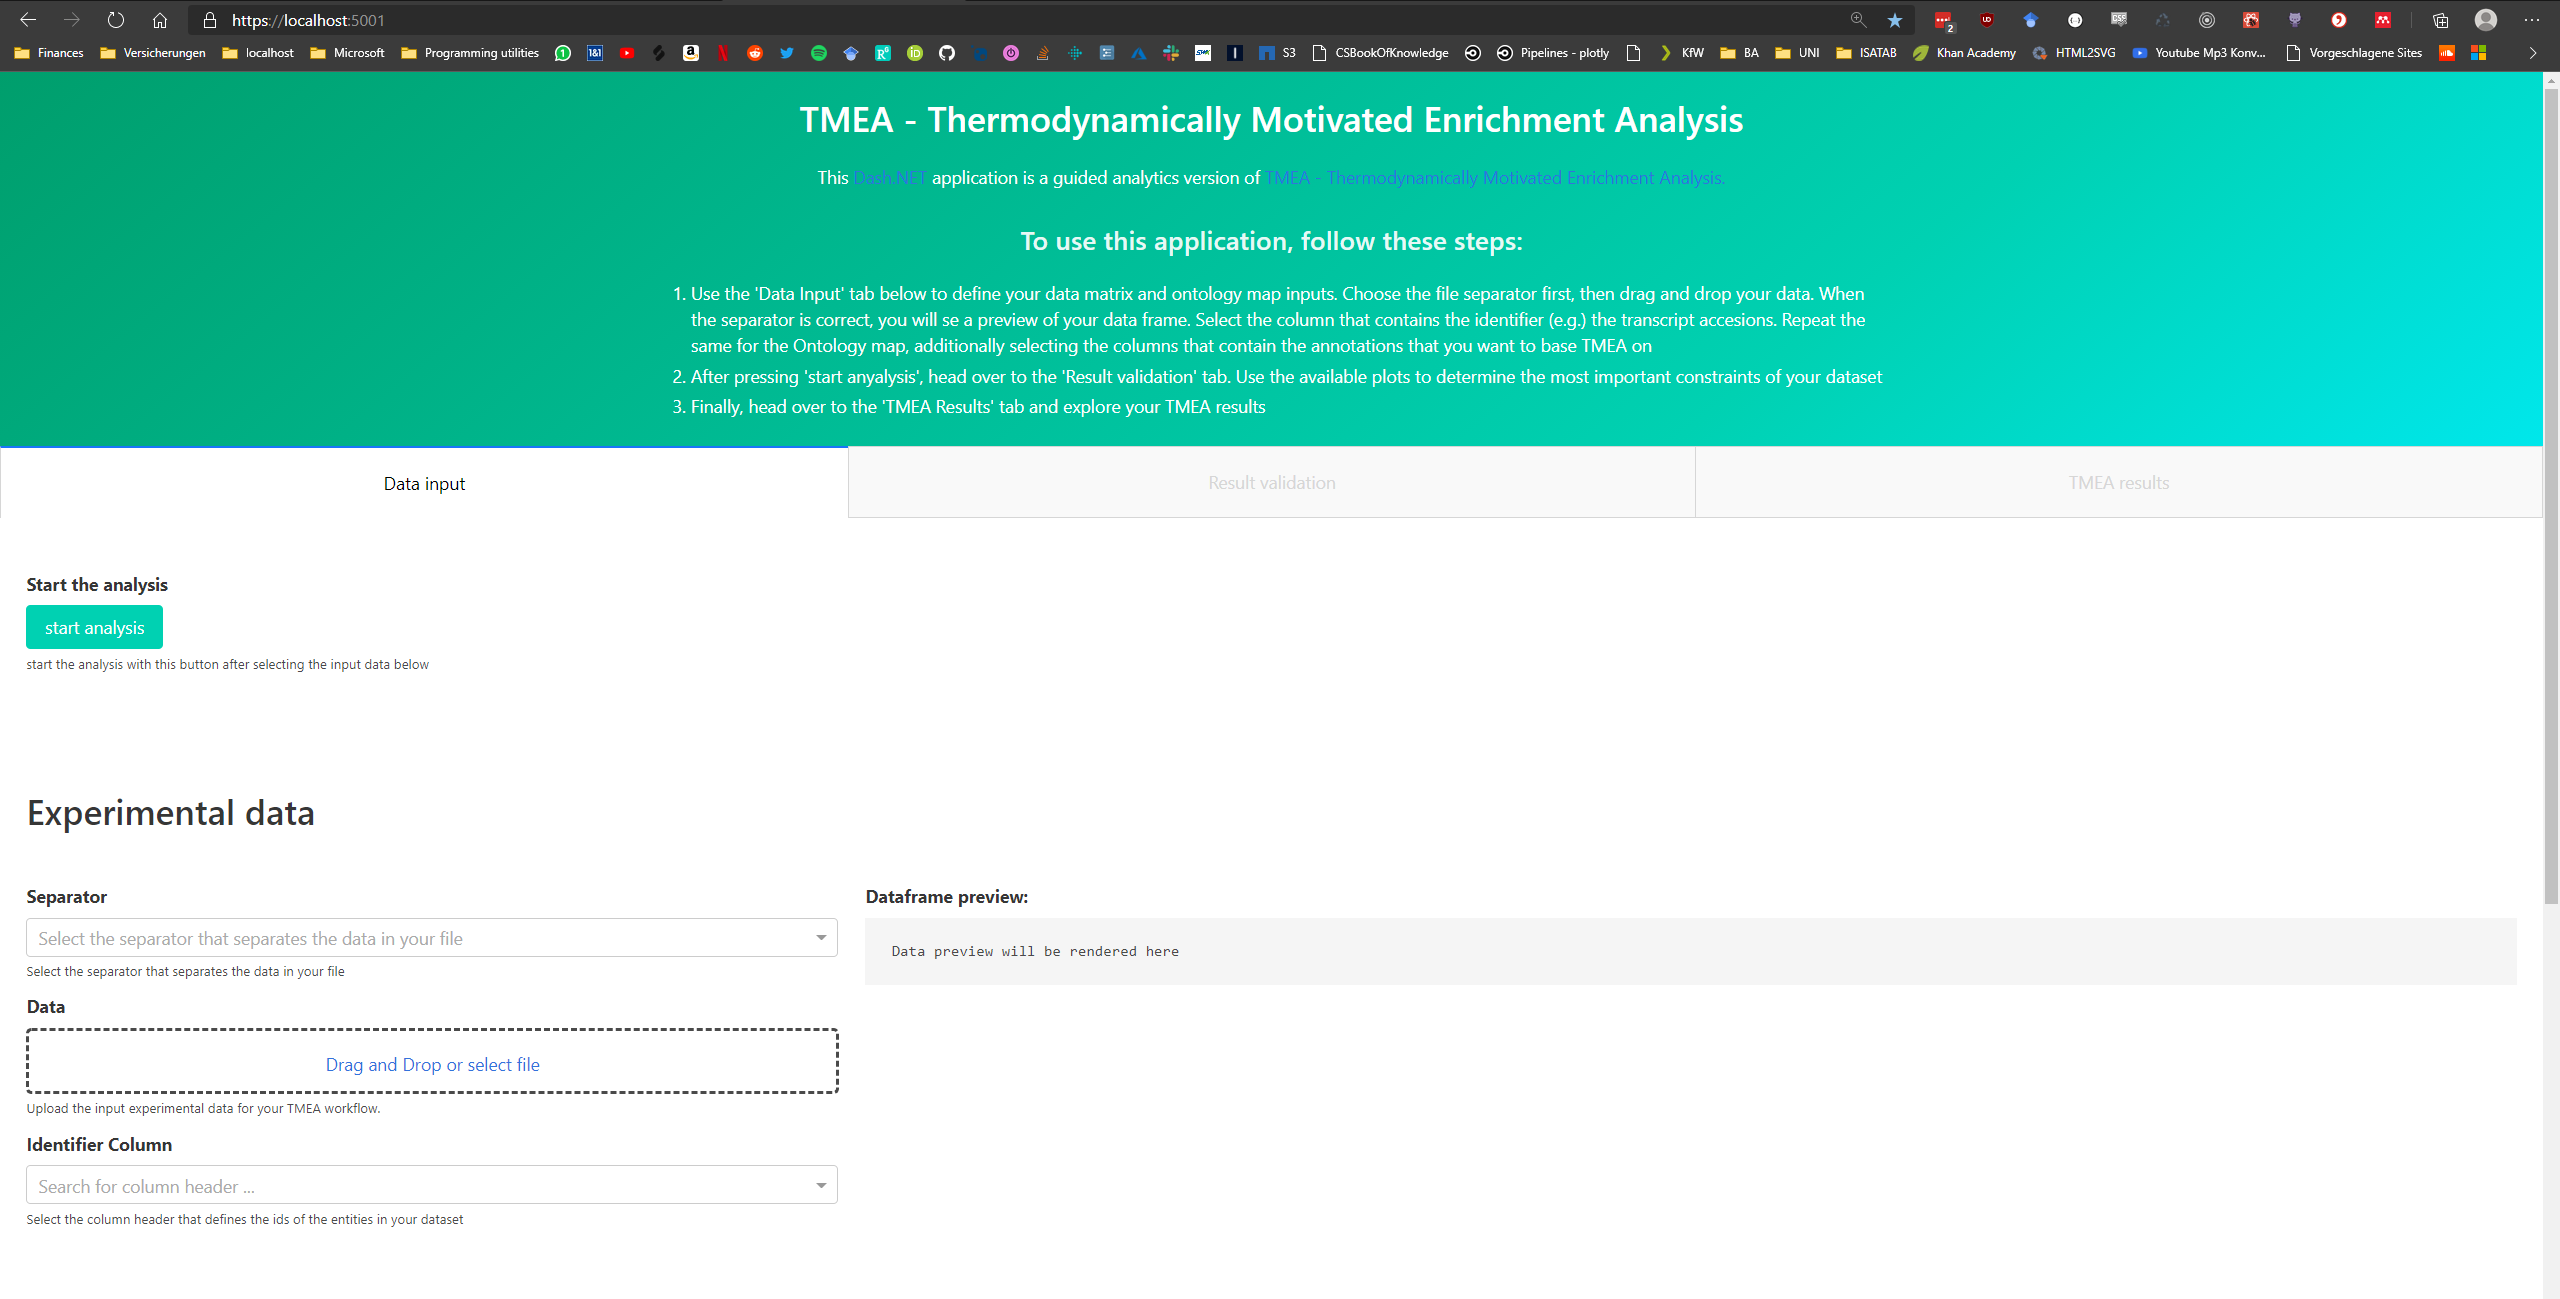 https://localhost:5001
2
Finances Versicherungen localhost Microsoft Programming utilities 1&1 S3 CSBookOfKnowledge Pipelines - plotly KfW BA UNI ISATAB Khan Academy HTML2SVG Youtube Mp3 Konv... Vorgeschlagene Sites
TMEA - Thermodynamically Motivated Enrichment Analysis
This Dash.NET application is a guided analytics version of TMEA - Thermodynamically Motivated Enrichment Analysis.
To use this application, follow these steps:
1. Use the 'Data Input' tab below to define your data matrix and ontology map inputs. Choose the file separator first, then drag and drop your data. When
the separator is correct, you will se a preview of your data frame. Select the column that contains the identifier (e.g.) the transcript accesions. Repeat the
same for the Ontology map, additionally selecting the columns that contain the annotations that you want to base TMEA on
2. After pressing 'start anyalysis', head over to the 'Result validation' tab. Use the available plots to determine the most important constraints of your dataset
3. Finally, head over to the 'TMEA Results' tab and explore your TMEA results
Data input
Result validation
TMEA results
Start the analysis
start analysis
start the analysis with this button after selecting the input data below
Experimental data
Separator
Select the separator that separates the data in your file
Select the separator that separates the data in your file
Data
Drag and Drop or select file
Upload the input experimental data for your TMEA workflow.
Identifier Column
Search for column header ...
Select the column header that defines the ids of the entities in your dataset
Dataframe preview:
Data preview will be rendered here